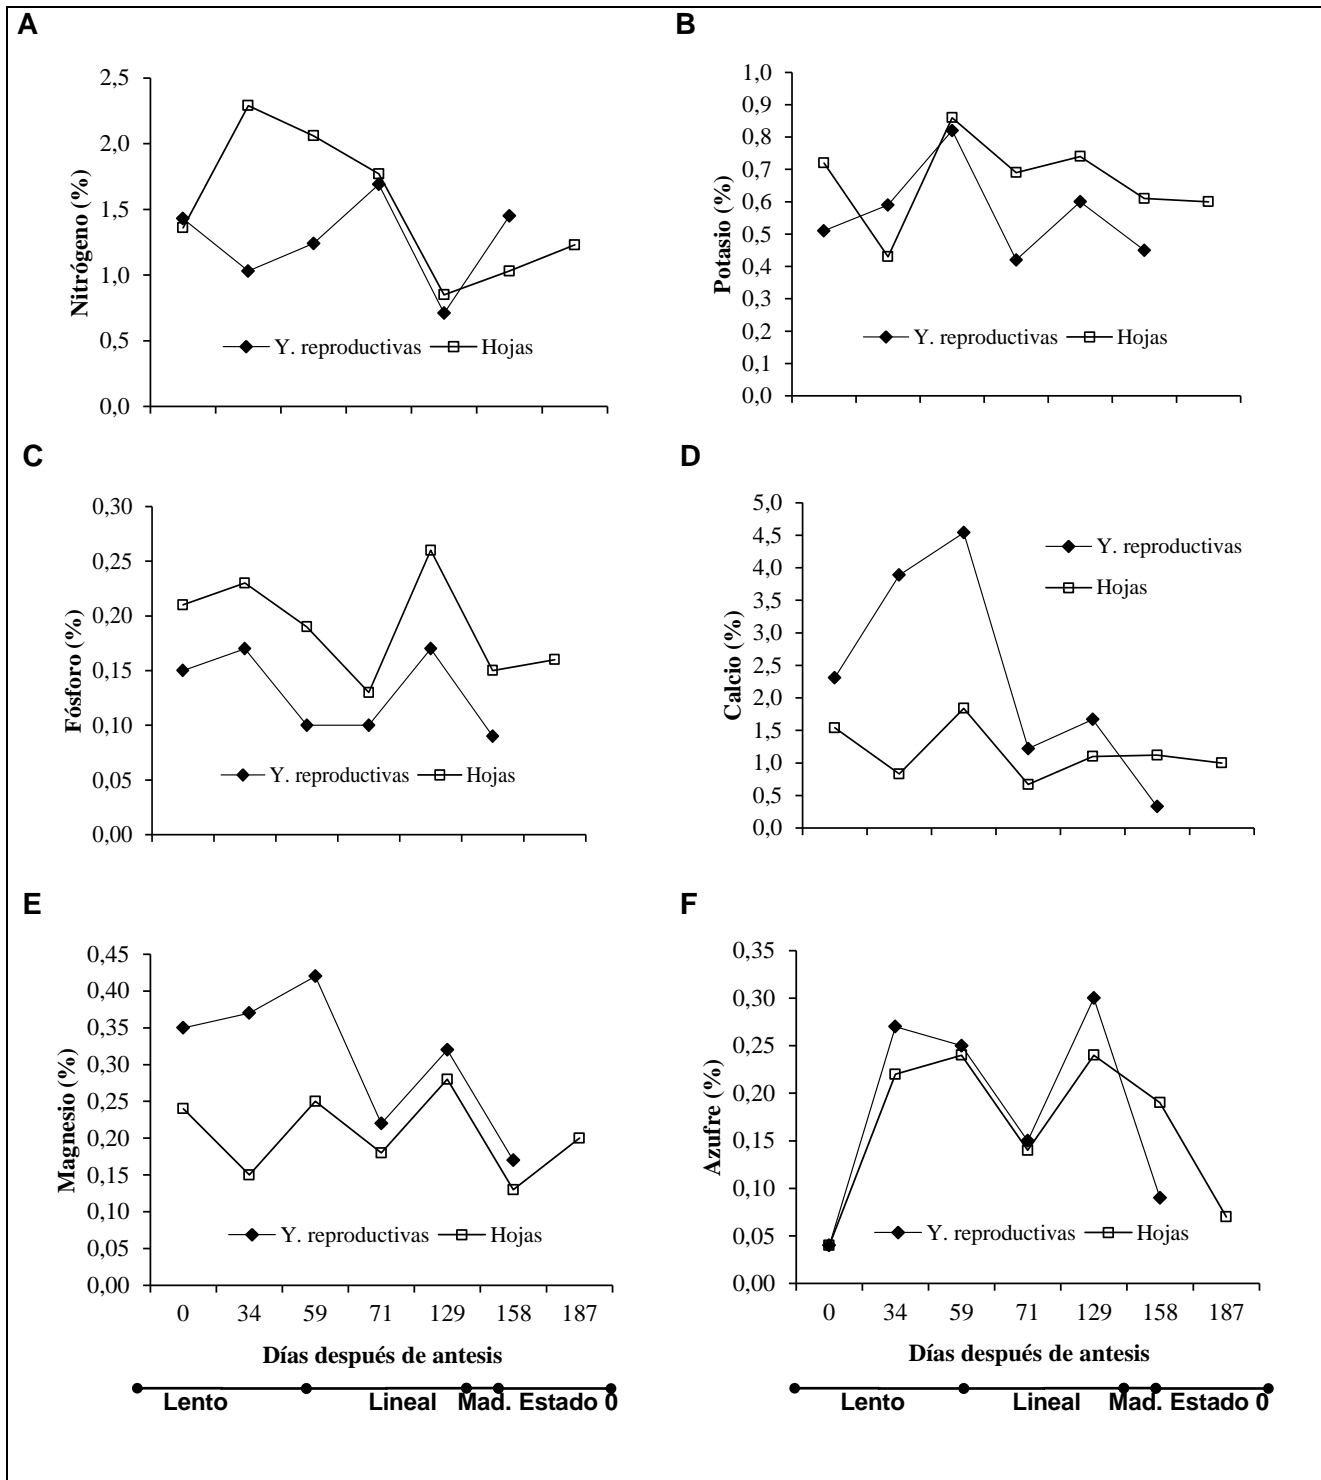 A
Nitrógeno (%)
2,5
2,0
1,5
1,0
0,5
0,0
Y. reproductivas
Hojas
B
Potasio (%)
1,0
0,9
0,8
0,7
0,6
0,5
0,4
0,3
0,2
0,1
0,0
Y. reproductivas
Hojas
C
Fósforo (%)
0,30
0,25
0,20
0,15
0,10
0,05
0,00
Y. reproductivas
Hojas
D
Calcio (%)
5,0
4,5
4,0
3,5
3,0
2,5
2,0
1,5
1,0
0,5
0,0
Y. reproductivas
Hojas
E
Magnesio (%)
0,45
0,40
0,35
0,30
0,25
0,20
0,15
0,10
0,05
0,00
Y. reproductivas
Hojas
0 34 59 71 129 158 187
Días después de antesis
Lento Lineal Mad. Estado 0
F
Azufre (%)
0,35
0,30
0,25
0,20
0,15
0,10
0,05
0,00
Y. reproductivas
Hojas
0 34 59 71 129 158 187
Días después de antesis
Lento Lineal Mad. Estado 0